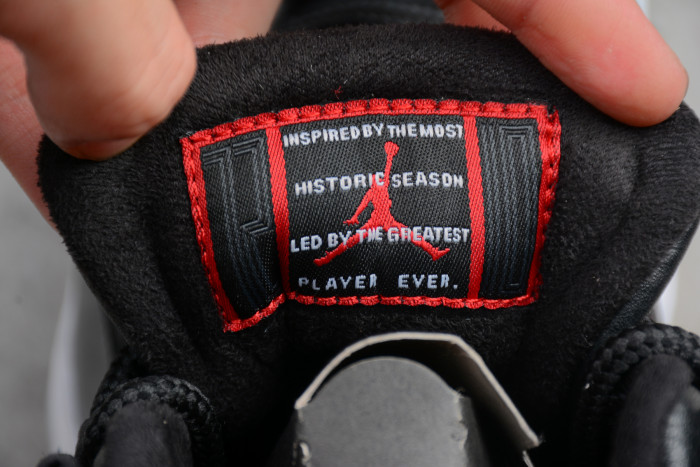 INSPIRED BY THE MOST
HISTORIC SEASON
LED BY THE GREATEST
PLAYER EVER.